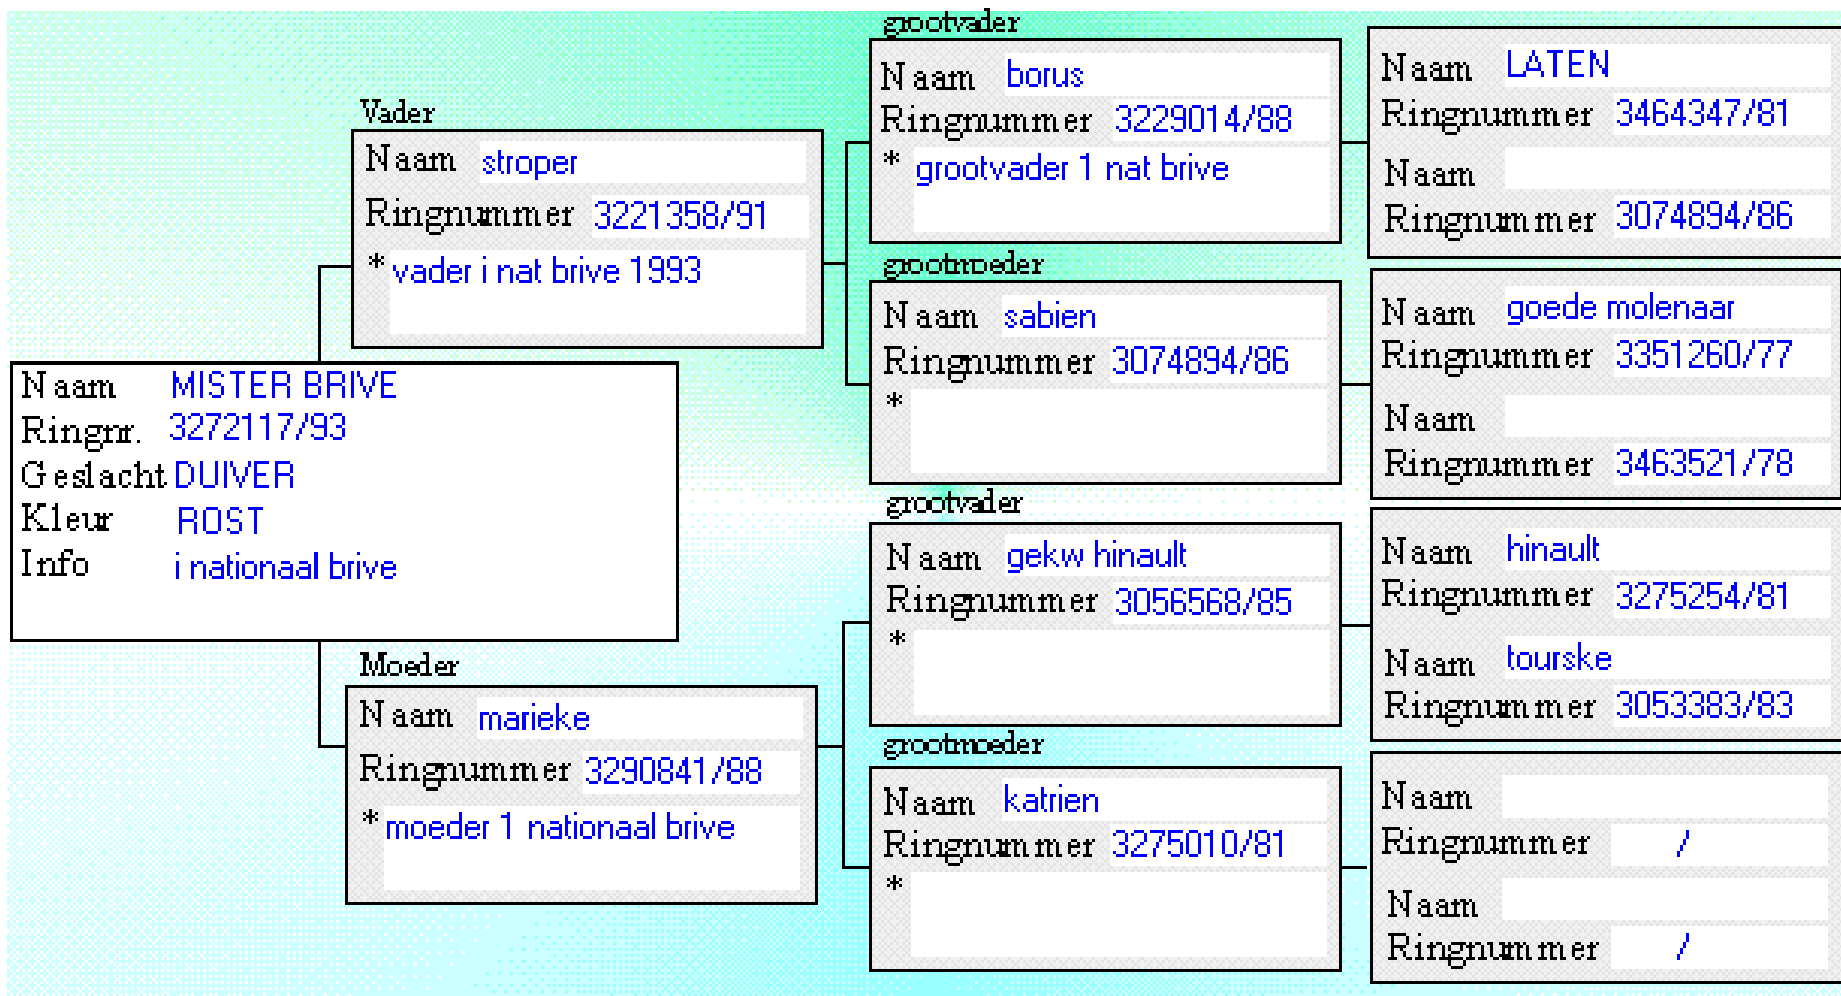 Naam MISTER BRIVE
Ringnr. 3272117/93
Geslacht DUIVER
Kleur ROST
Info i nationaal brive
Vader
Naam stroper
Ringnummer 3221358/91
* vader i nat brive 1993
Moeder
Naam marieke
Ringnummer 3290841/88
* moeder 1 nationaal brive
grootvader
Naam borus
Ringnummer 3229014/88
* grootvader 1 nat brive
grootmoeder
Naam sabien
Ringnummer 3074894/86
*
grootvader
Naam gekw hinault
Ringnummer 3056568/85
*
grootmoeder
Naam katrien
Ringnummer 3275010/81
*
Naam LATEN
Ringnummer 3464347/81
Naam
Ringnummer 3074894/86
Naam goede molenaar
Ringnummer 3351260/77
Naam
Ringnummer 3463521/78
Naam hinault
Ringnummer 3275254/81
Naam tourske
Ringnummer 3053383/83
Naam
Ringnummer /
Naam
Ringnummer /